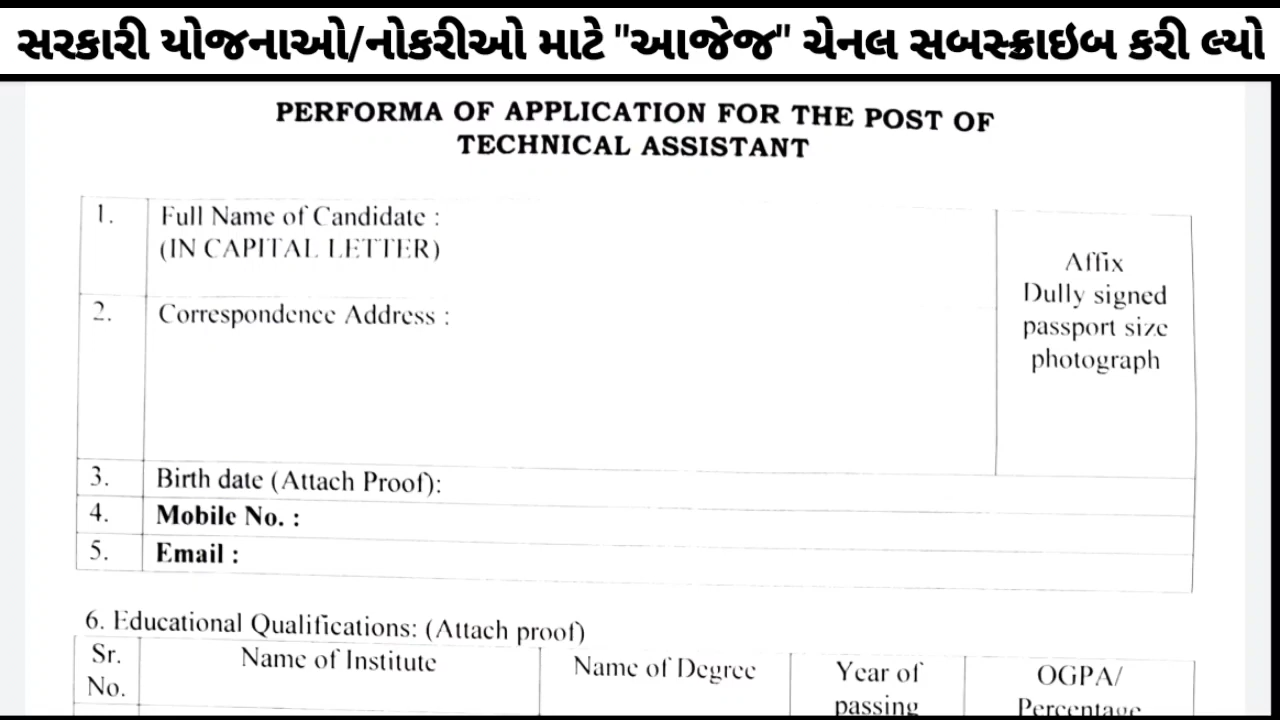 સરકારી યોજનાઓ/નોકરીઓ માટે "આજેજ" ચેનલ સબસ્ક્રાઇબ કરી લ્યો
PERFORMA OF APPLICATION FOR THE POST OF
TECHNICAL ASSISTANT
1. Full Name of Candidate :
(IN CAPITAL LETTER)
Affix
Dully signed
passport size
photograph
2. Correspondence Address :
3. Birth date (Attach Proof):
4. Mobile No. :
5. Email :
6. Educational Qualifications: (Attach proof)
Sr.
No.
Name of Institute
Name of Degree
Year of
passing
OGPA/
Percentage